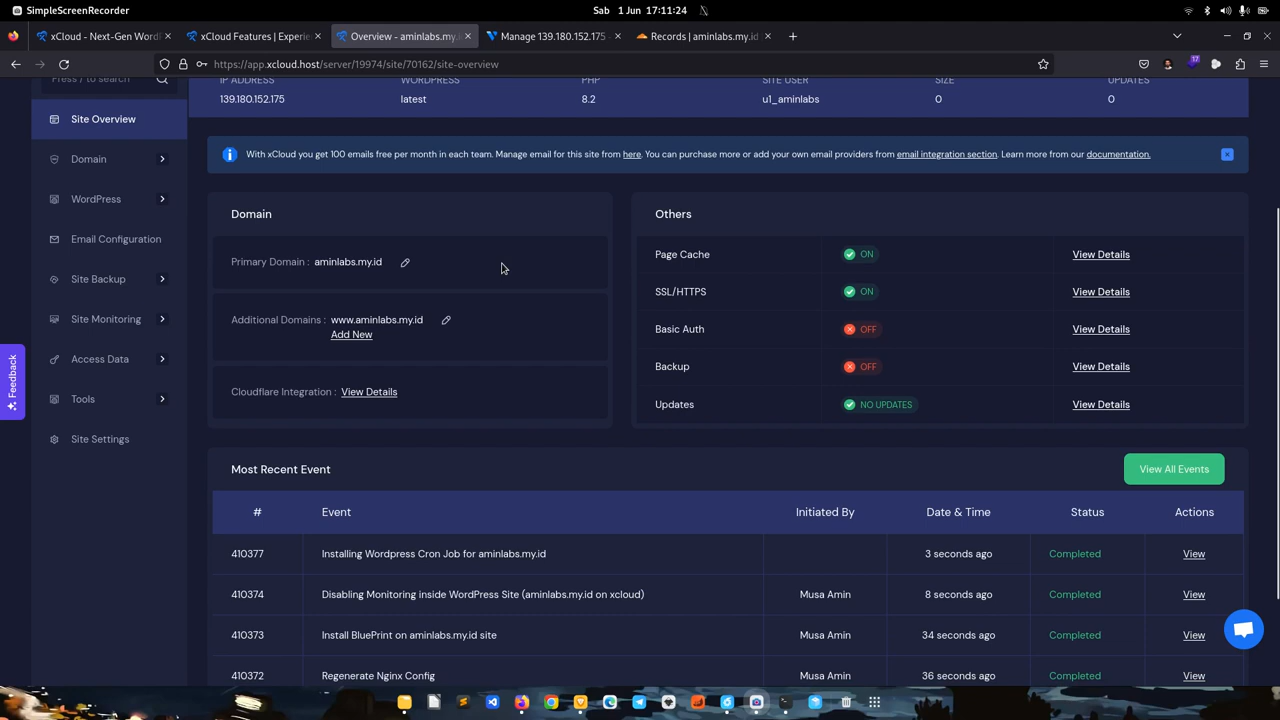 SimpleScreenRecorder
Sab 1 Jun 17:11:24
xCloud - Next-Gen WordP
xCloud Features | Experie
Overview - aminlabs.my.i
Manage 139.180.152.175 -
Records | aminlabs.my.id
https://app.xcloud.host/server/19974/site/70162/site-overview
17
Press / to search
IP ADDRESS
WORDPRESS
PHP
SITE USER
SIZE
UPDATES
139.180.152.175
latest
8.2
u1_aminlabs
0
0
Site Overview
Domain
WordPress
Email Configuration
Site Backup
Site Monitoring
Access Data
Tools
Site Settings
Feedback
With xCloud you get 100 emails free per month in each team. Manage email for this site from here. You can purchase more or add your own email providers from email integration section. Learn more from our documentation.
Domain
Primary Domain : aminlabs.my.id
Additional Domains : www.aminlabs.my.id
Add New
Cloudflare Integration : View Details
Others
Page Cache ON View Details
SSL/HTTPS ON View Details
Basic Auth OFF View Details
Backup OFF View Details
Updates NO UPDATES View Details
Most Recent Event
View All Events
# Event Initiated By Date & Time Status Actions
410377 Installing Wordpress Cron Job for aminlabs.my.id 3 seconds ago Completed View
410374 Disabling Monitoring inside WordPress Site (aminlabs.my.id on xcloud) Musa Amin 8 seconds ago Completed View
410373 Install BluePrint on aminlabs.my.id site Musa Amin 34 seconds ago Completed View
410372 Regenerate Nginx Config Musa Amin 36 seconds ago Completed View